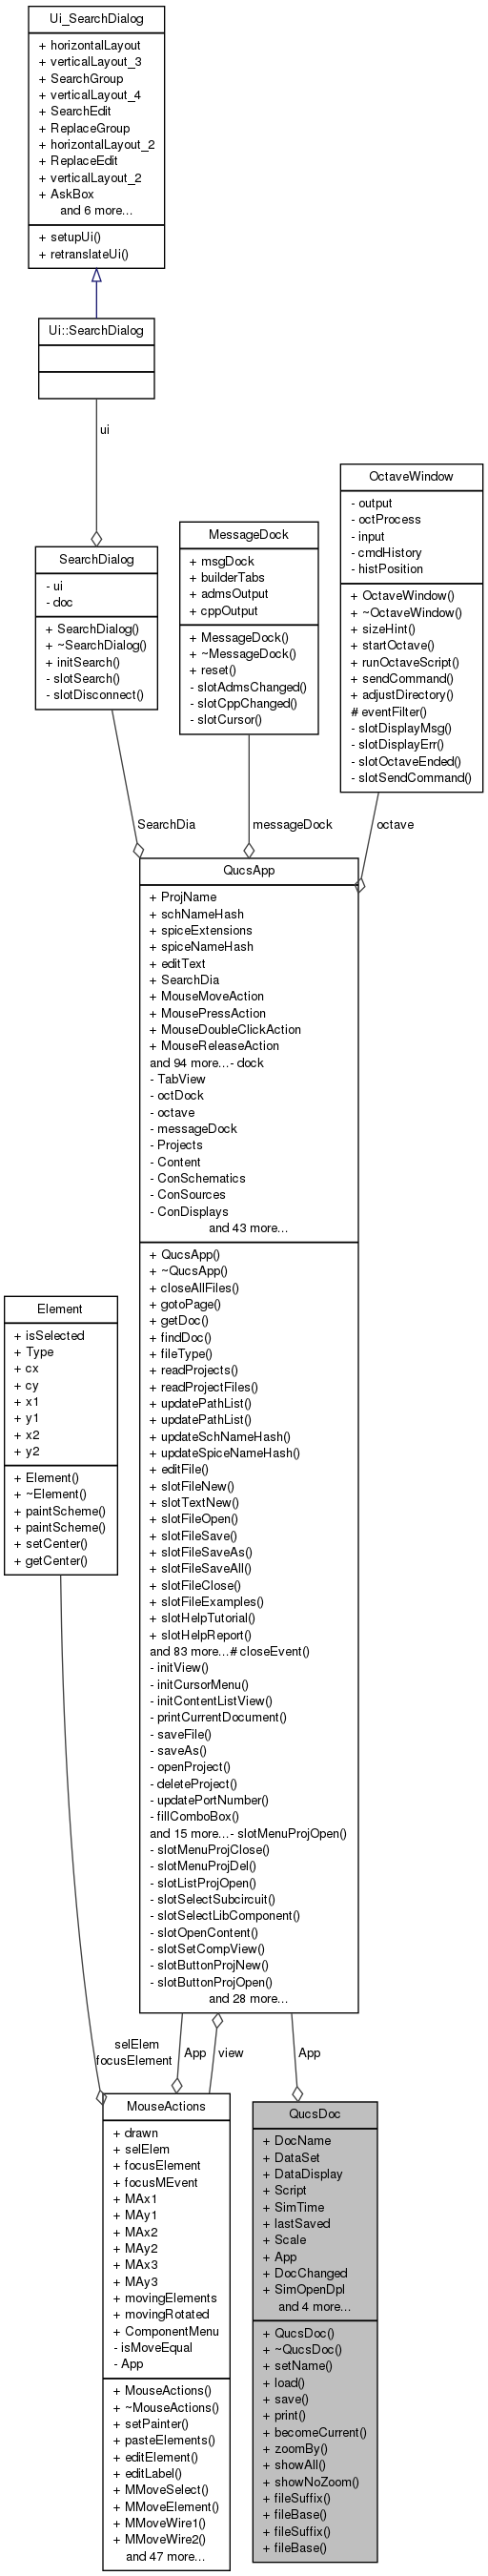 Ui_SearchDialog
+ horizontalLayout
+ verticalLayout_3
+ SearchGroup
+ verticalLayout_4
+ SearchEdit
+ ReplaceGroup
+ horizontalLayout_2
+ ReplaceEdit
+ verticalLayout_2
+ AskBox
and 6 more...
+ setupUi()
+ retranslateUi()
Ui::SearchDialog
ui
SearchDialog
- ui
- doc
+ SearchDialog()
+ ~SearchDialog()
+ initSearch()
- slotSearch()
- slotDisconnect()
MessageDock
+ msgDock
+ builderTabs
+ admsOutput
+ cppOutput
+ MessageDock()
+ ~MessageDock()
+ reset()
- slotAdmsChanged()
- slotCppChanged()
- slotCursor()
OctaveWindow
- output
- octProcess
- input
- cmdHistory
- histPosition
+ OctaveWindow()
+ ~OctaveWindow()
+ sizeHint()
+ startOctave()
+ runOctaveScript()
+ sendCommand()
+ adjustDirectory()
# eventFilter()
- slotDisplayMsg()
- slotDisplayErr()
- slotOctaveEnded()
- slotSendCommand()
SearchDia
messageDock
octave
QucsApp
+ ProjName
+ schNameHash
+ spiceExtensions
+ spiceNameHash
+ editText
+ SearchDia
+ MouseMoveAction
+ MousePressAction
+ MouseDoubleClickAction
+ MouseReleaseAction
and 94 more...- dock
- TabView
- octDock
- octave
- messageDock
- Projects
- Content
- ConSchematics
- ConSources
- ConDisplays
and 43 more...
+ QucsApp()
+ ~QucsApp()
+ closeAllFiles()
+ gotoPage()
+ getDoc()
+ findDoc()
+ fileType()
+ readProjects()
+ readProjectFiles()
+ updatePathList()
+ updatePathList()
+ updateSchNameHash()
+ updateSpiceNameHash()
+ editFile()
+ slotFileNew()
+ slotTextNew()
+ slotFileOpen()
+ slotFileSave()
+ slotFileSaveAs()
+ slotFileSaveAll()
+ slotFileClose()
+ slotFileExamples()
+ slotHelpTutorial()
+ slotHelpReport()
and 83 more...# closeEvent()
- initView()
- initCursorMenu()
- initContentListView()
- printCurrentDocument()
- saveFile()
- saveAs()
- openProject()
- deleteProject()
- updatePortNumber()
- fillComboBox()
and 15 more...- slotMenuProjOpen()
- slotMenuProjClose()
- slotMenuProjDel()
- slotListProjOpen()
- slotSelectSubcircuit()
- slotSelectLibComponent()
- slotOpenContent()
- slotSetCompView()
- slotButtonProjNew()
- slotButtonProjOpen()
and 28 more...
Element
+ isSelected
+ Type
+ cx
+ cy
+ x1
+ y1
+ x2
+ y2
+ Element()
+ ~Element()
+ paintScheme()
+ paintScheme()
+ setCenter()
+ getCenter()
selElem
focusElement
App
view
App
MouseActions
+ drawn
+ selElem
+ focusElement
+ focusMEvent
+ MAx1
+ MAy1
+ MAx2
+ MAy2
+ MAx3
+ MAy3
+ movingElements
+ movingRotated
+ ComponentMenu
- isMoveEqual
- App
+ MouseActions()
+ ~MouseActions()
+ setPainter()
+ pasteElements()
+ editElement()
+ editLabel()
+ MMoveSelect()
+ MMoveElement()
+ MMoveWire1()
+ MMoveWire2()
and 47 more...
QucsDoc
+ DocName
+ DataSet
+ DataDisplay
+ Script
+ SimTime
+ lastSaved
+ Scale
+ App
+ DocChanged
+ SimOpenDpl
and 4 more...
+ QucsDoc()
+ ~QucsDoc()
+ setName()
+ load()
+ save()
+ print()
+ becomeCurrent()
+ zoomBy()
+ showAll()
+ showNoZoom()
+ fileSuffix()
+ fileBase()
+ fileSuffix()
+ fileBase()